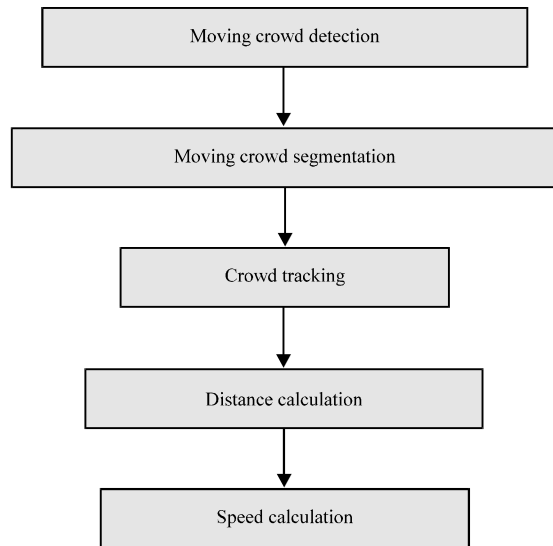 Moving crowd detection
Moving crowd segmentation
Crowd tracking
Distance calculation
Speed calculation